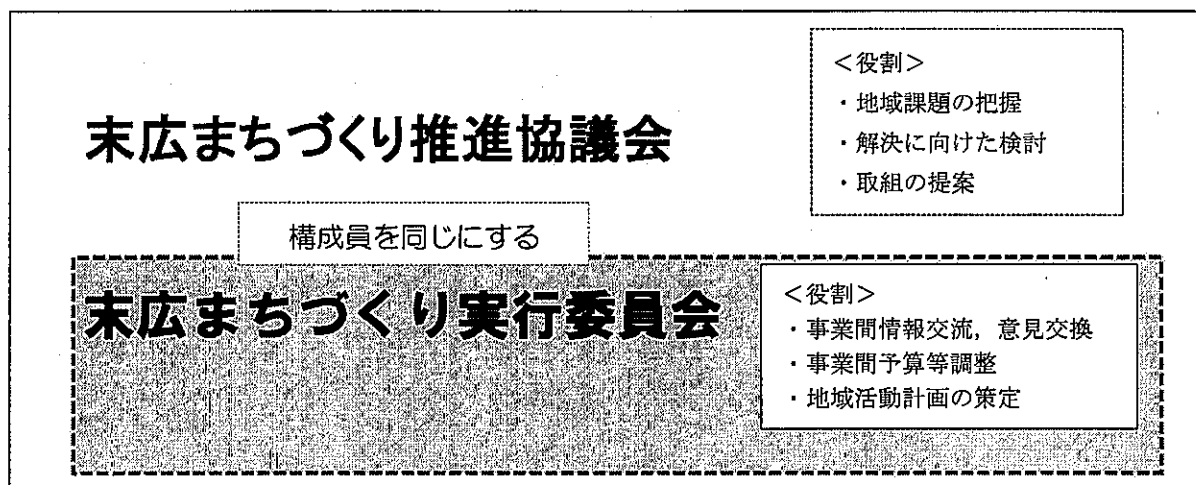 ＜役割＞
・地域課題の把握
・解決に向けた検討
・取組の提案
末広まちづくり推進協議会
構成員を同じにする
末広まちづくり実行委員会
＜役割＞
・事業間情報交流，意見交換
・事業間予算等調整
・地域活動計画の策定